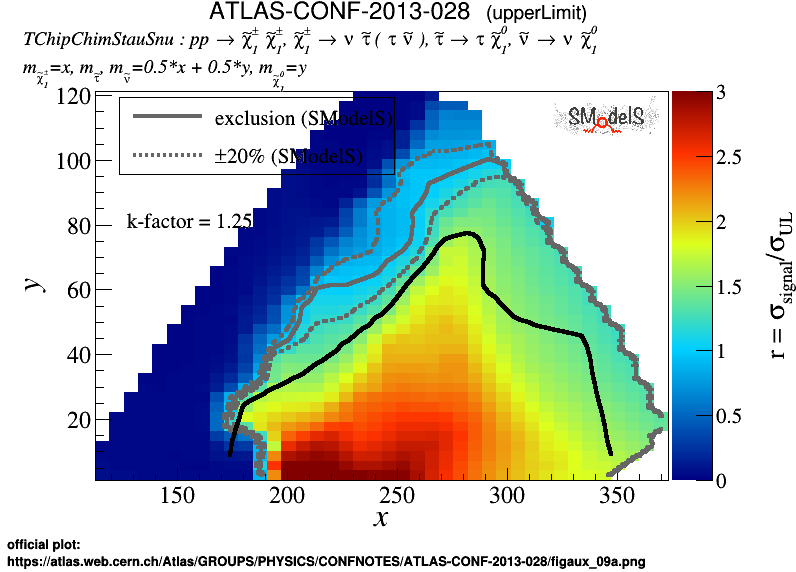 ATLAS-CONF-2013-028 (upperLimit)
TChipChimStauSnu : pp → χ̃₁± χ̃₁±, χ̃₁± → ν τ̃ ( τ ν̃ ), τ̃ → τ χ̃₁⁰, ν̃ → ν χ̃₁⁰
m_χ̃₁±=x, m_τ̃, m_ν̃=0.5*x + 0.5*y, m_χ̃₁⁰=y
exclusion (SModelS)
±20% (SModelS)
SModelS
k-factor = 1.25
120
100
80
60
40
20
y
150 200 250 300 350
x
3
2.5
2
1.5
1
0.5
0
r = σ_signal/σ_UL
official plot:
https://atlas.web.cern.ch/Atlas/GROUPS/PHYSICS/CONFNOTES/ATLAS-CONF-2013-028/figaux_09a.png